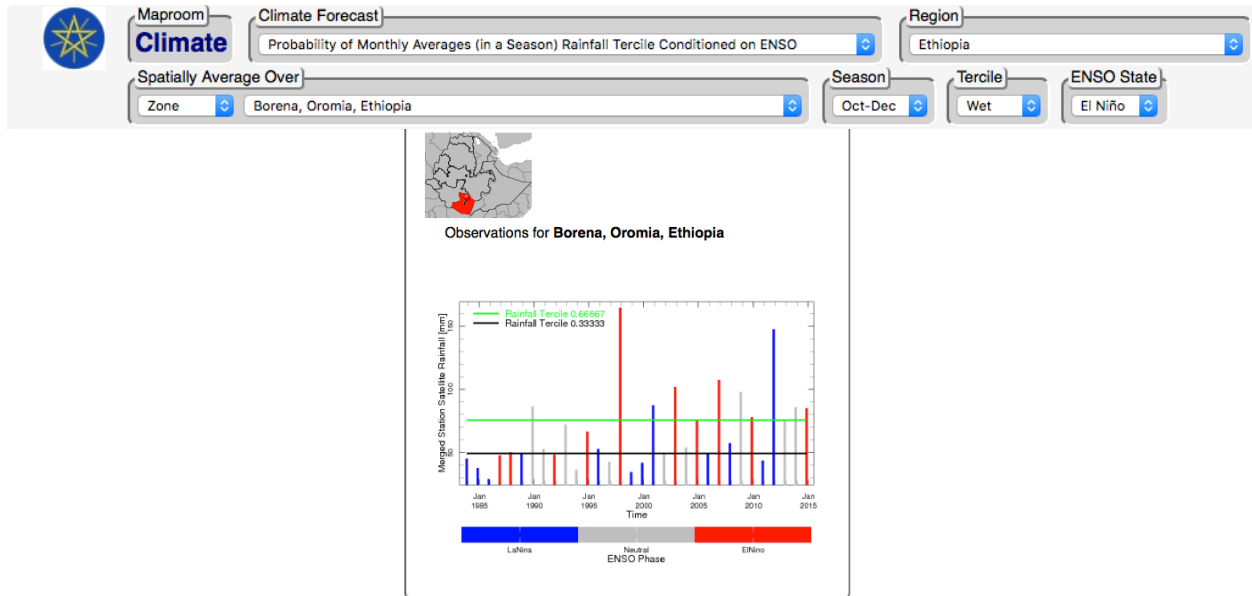 Maproom
Climate
Climate Forecast
Probability of Monthly Averages (in a Season) Rainfall Tercile Conditioned on ENSO
Region
Ethiopia
Spatially Average Over
Zone
Borena, Oromia, Ethiopia
Season
Oct-Dec
Tercile
Wet
ENSO State
El Niño
Observations for Borena, Oromia, Ethiopia
Rainfall Tercile 0.66667
Rainfall Tercile 0.33333
Merged Station Satellite Rainfall [mm]
150
100
50
Jan Jan Jan Jan Jan Jan Jan
1985 1990 1995 2000 2005 2010 2015
Time
LaNina Neutral ElNino
ENSO Phase